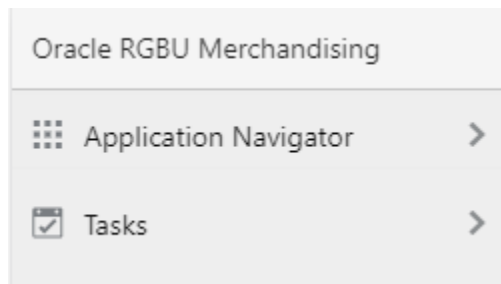 Oracle RGBU Merchandising
Application Navigator
Tasks